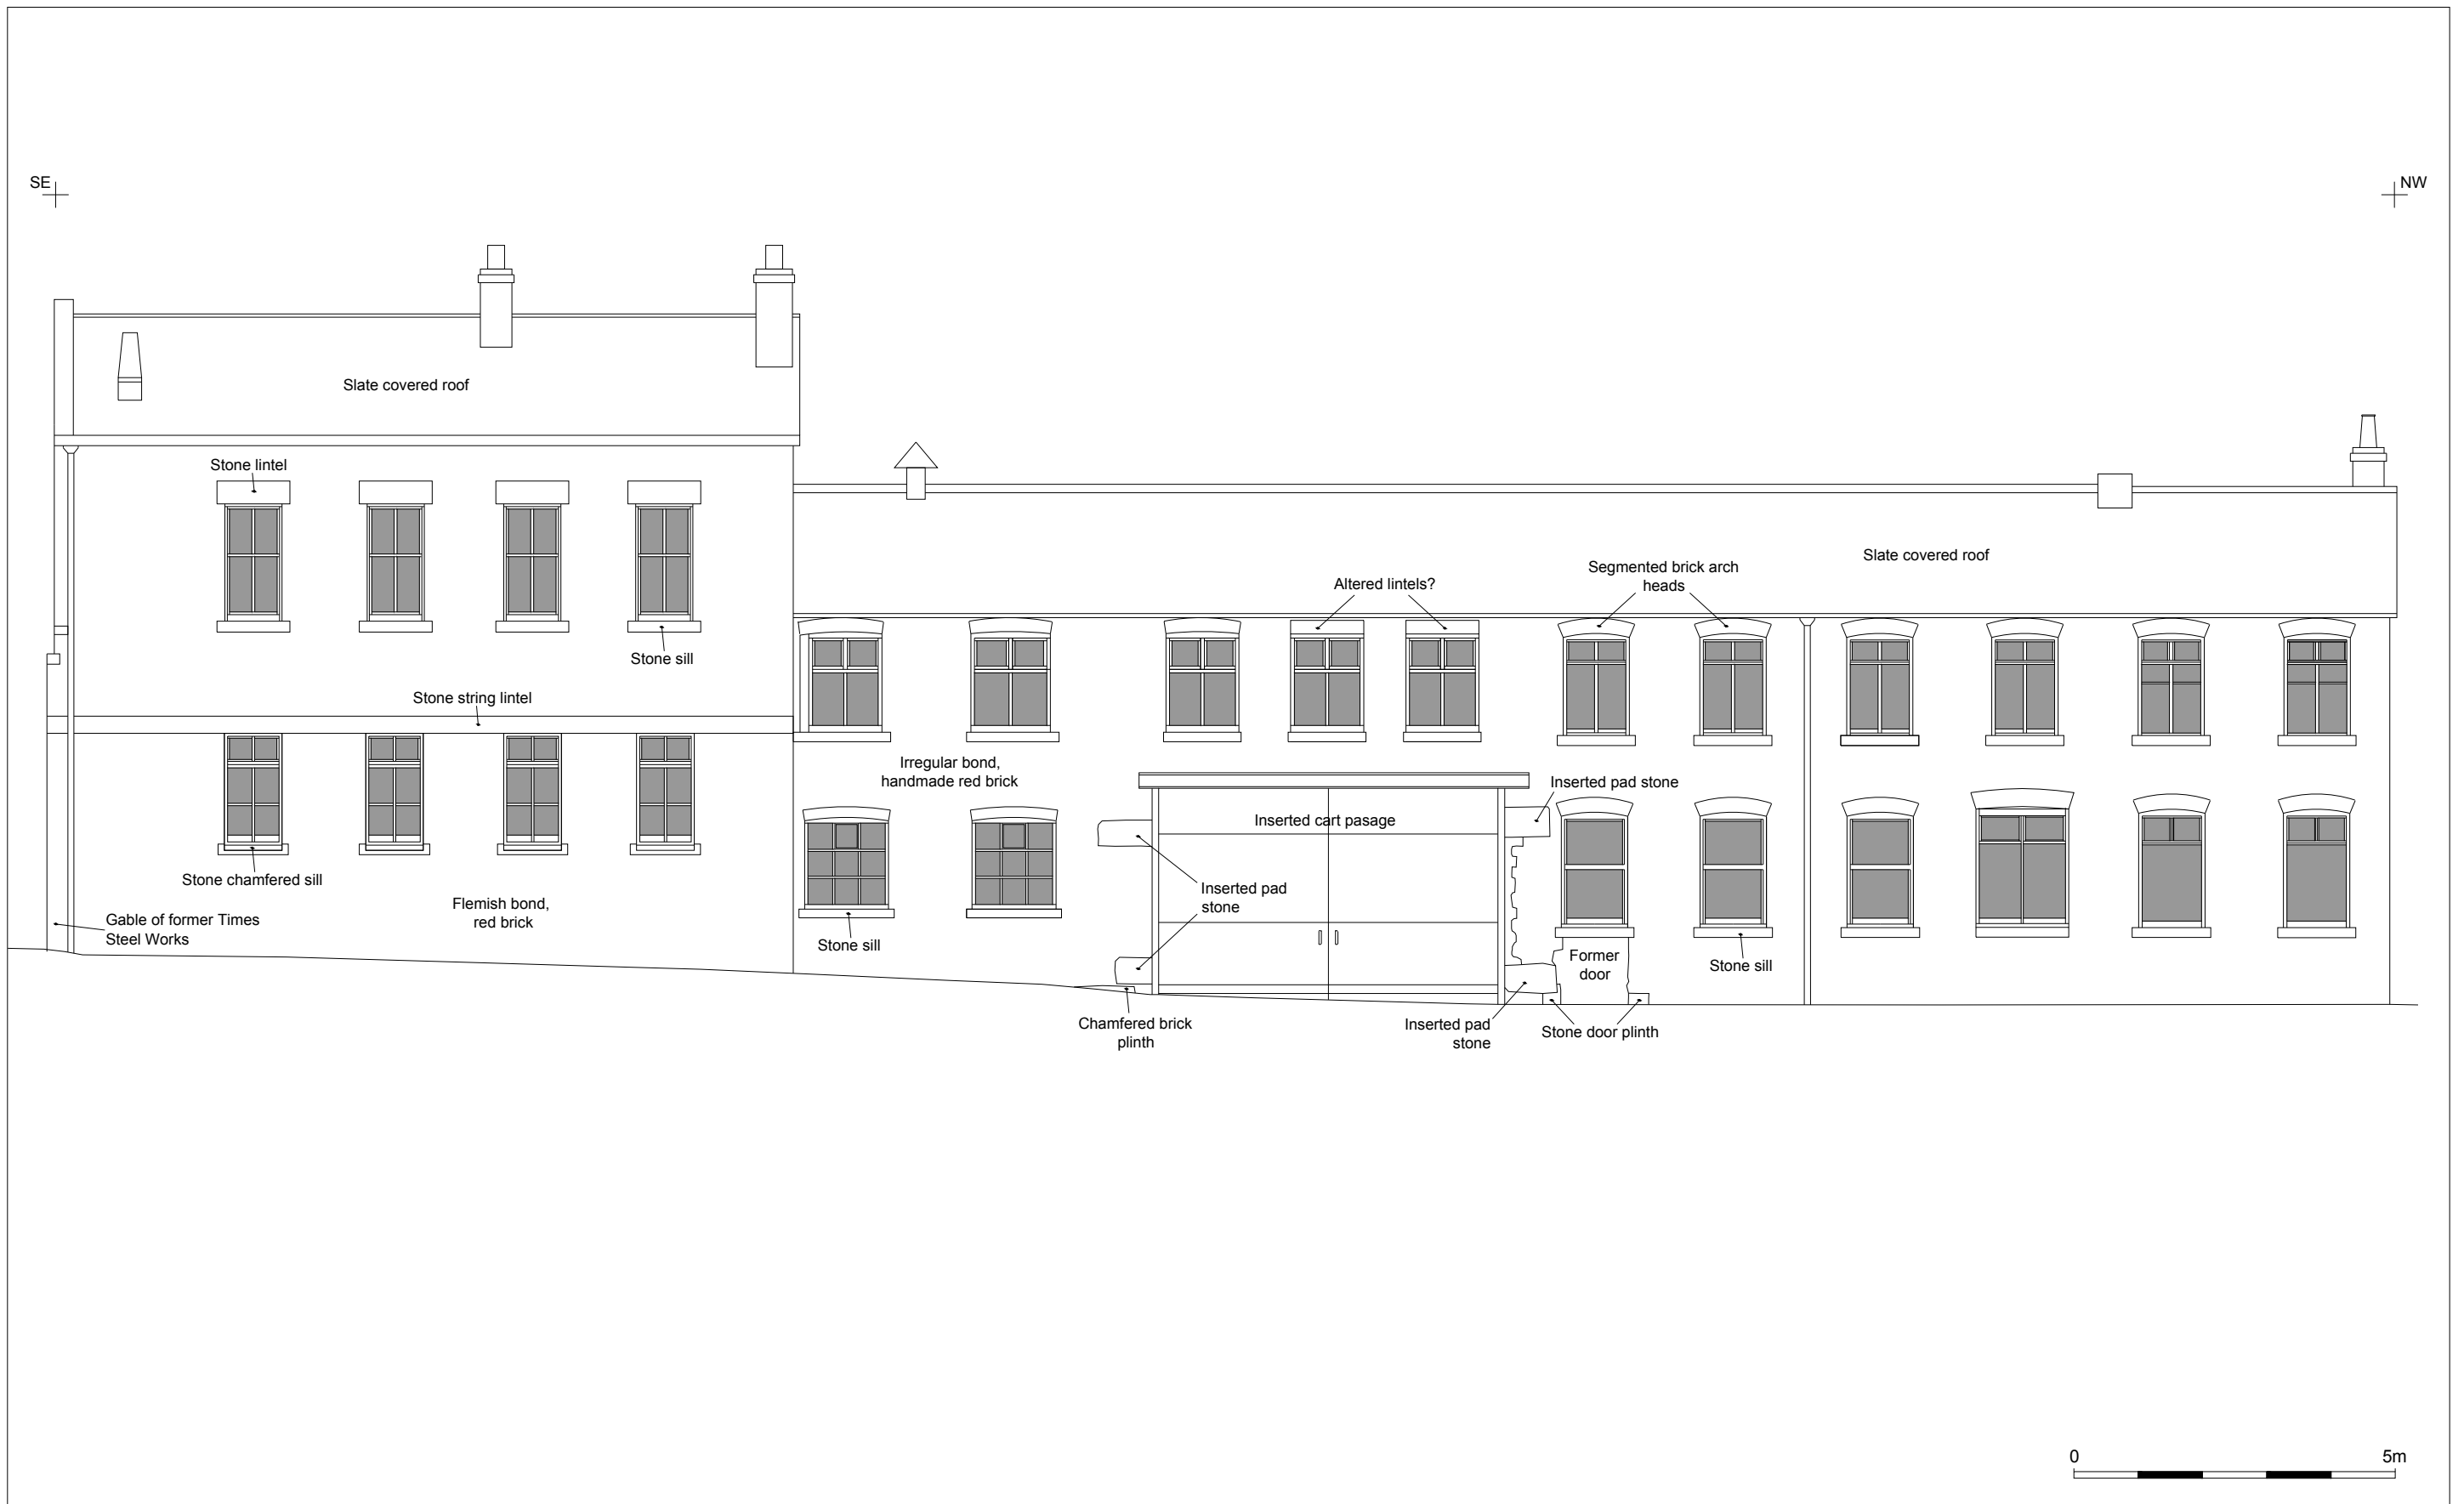 SE
NW
Slate covered roof
Stone lintel
Slate covered roof
Segmented brick arch
heads
Altered lintels?
Stone sill
Stone string lintel
Irregular bond,
handmade red brick
Inserted pad stone
Inserted cart pasage
Stone chamfered sill
Inserted pad
stone
Flemish bond,
red brick
Gable of former Times
Steel Works
Stone sill
Former
door
Stone sill
Chamfered brick
plinth
Inserted pad
stone
Stone door plinth
0
5m